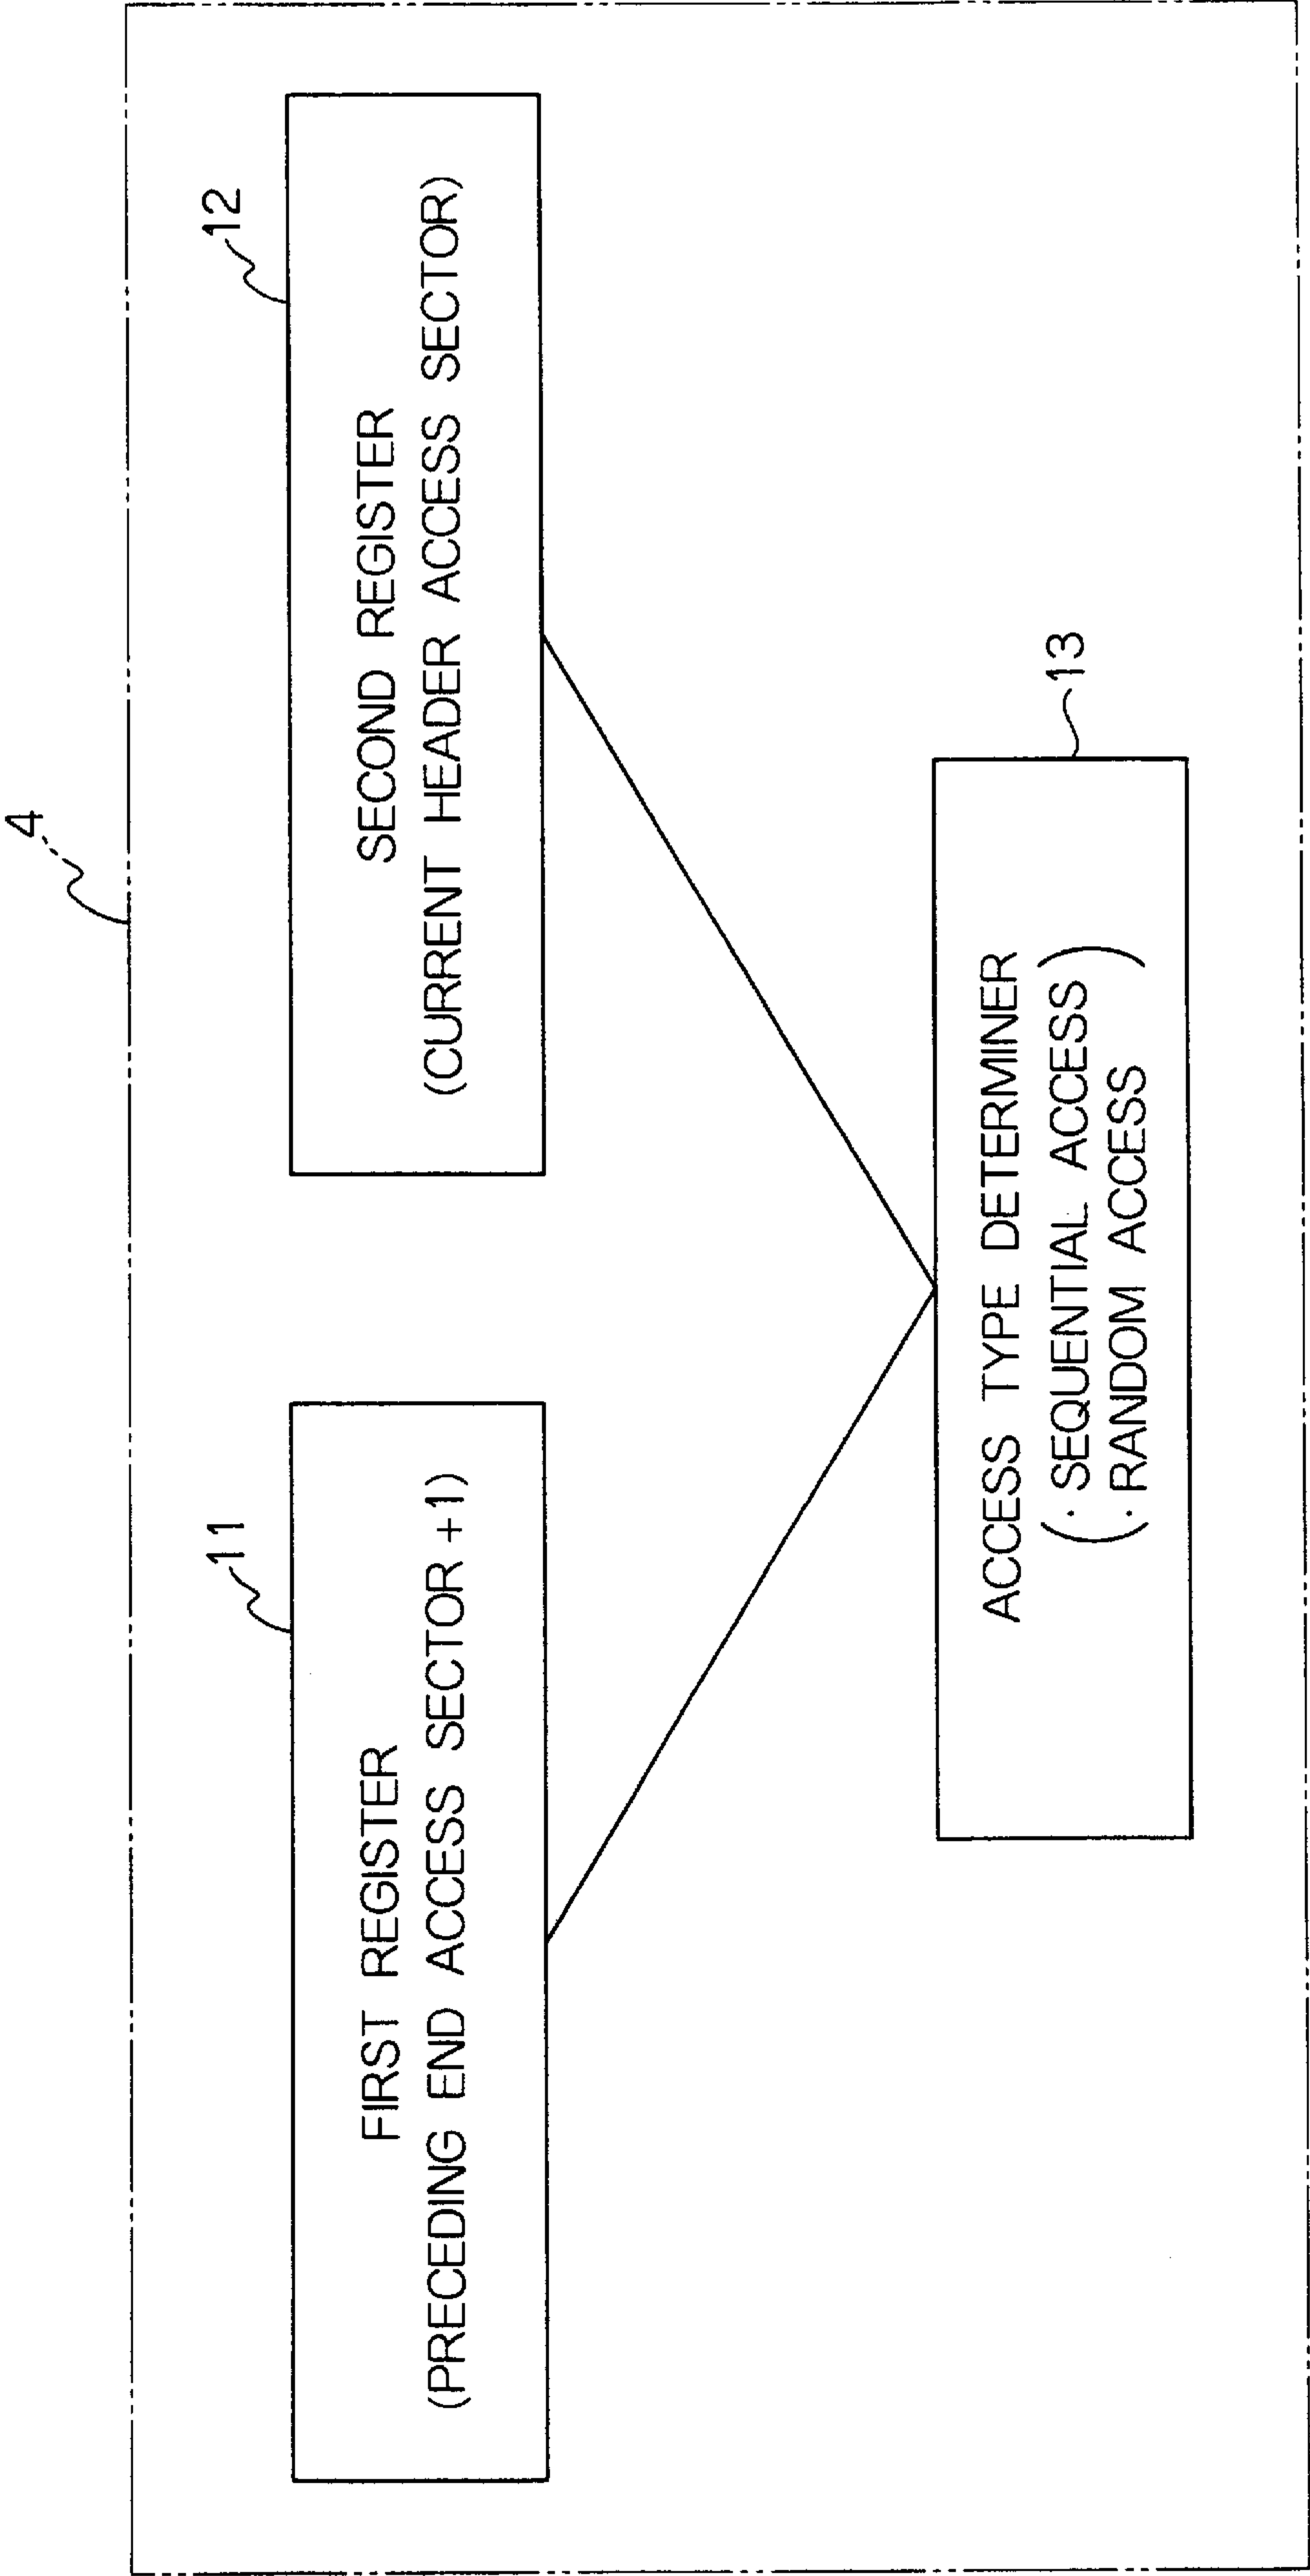 4
11
FIRST REGISTER
(PRECEDING END ACCESS SECTOR +1)
12
SECOND REGISTER
(CURRENT HEADER ACCESS SECTOR)
13
ACCESS TYPE DETERMINER
(· SEQUENTIAL ACCESS
· RANDOM ACCESS)